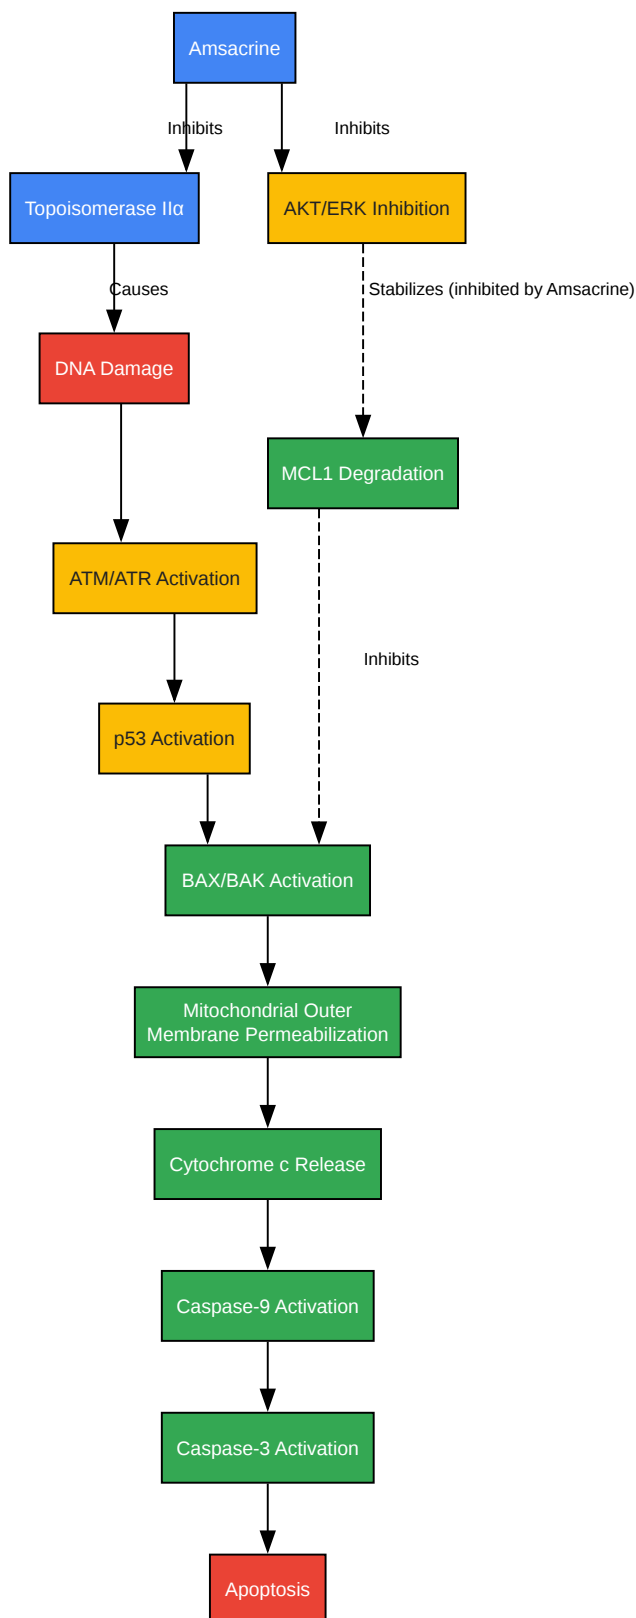 Amsacrine
Inhibits
Inhibits
Topoisomerase IIα
AKT/ERK Inhibition
Causes
Stabilizes (inhibited by Amsacrine)
DNA Damage
MCL1 Degradation
ATM/ATR Activation
Inhibits
p53 Activation
BAX/BAK Activation
Mitochondrial Outer
Membrane Permeabilization
Cytochrome c Release
Caspase-9 Activation
Caspase-3 Activation
Apoptosis